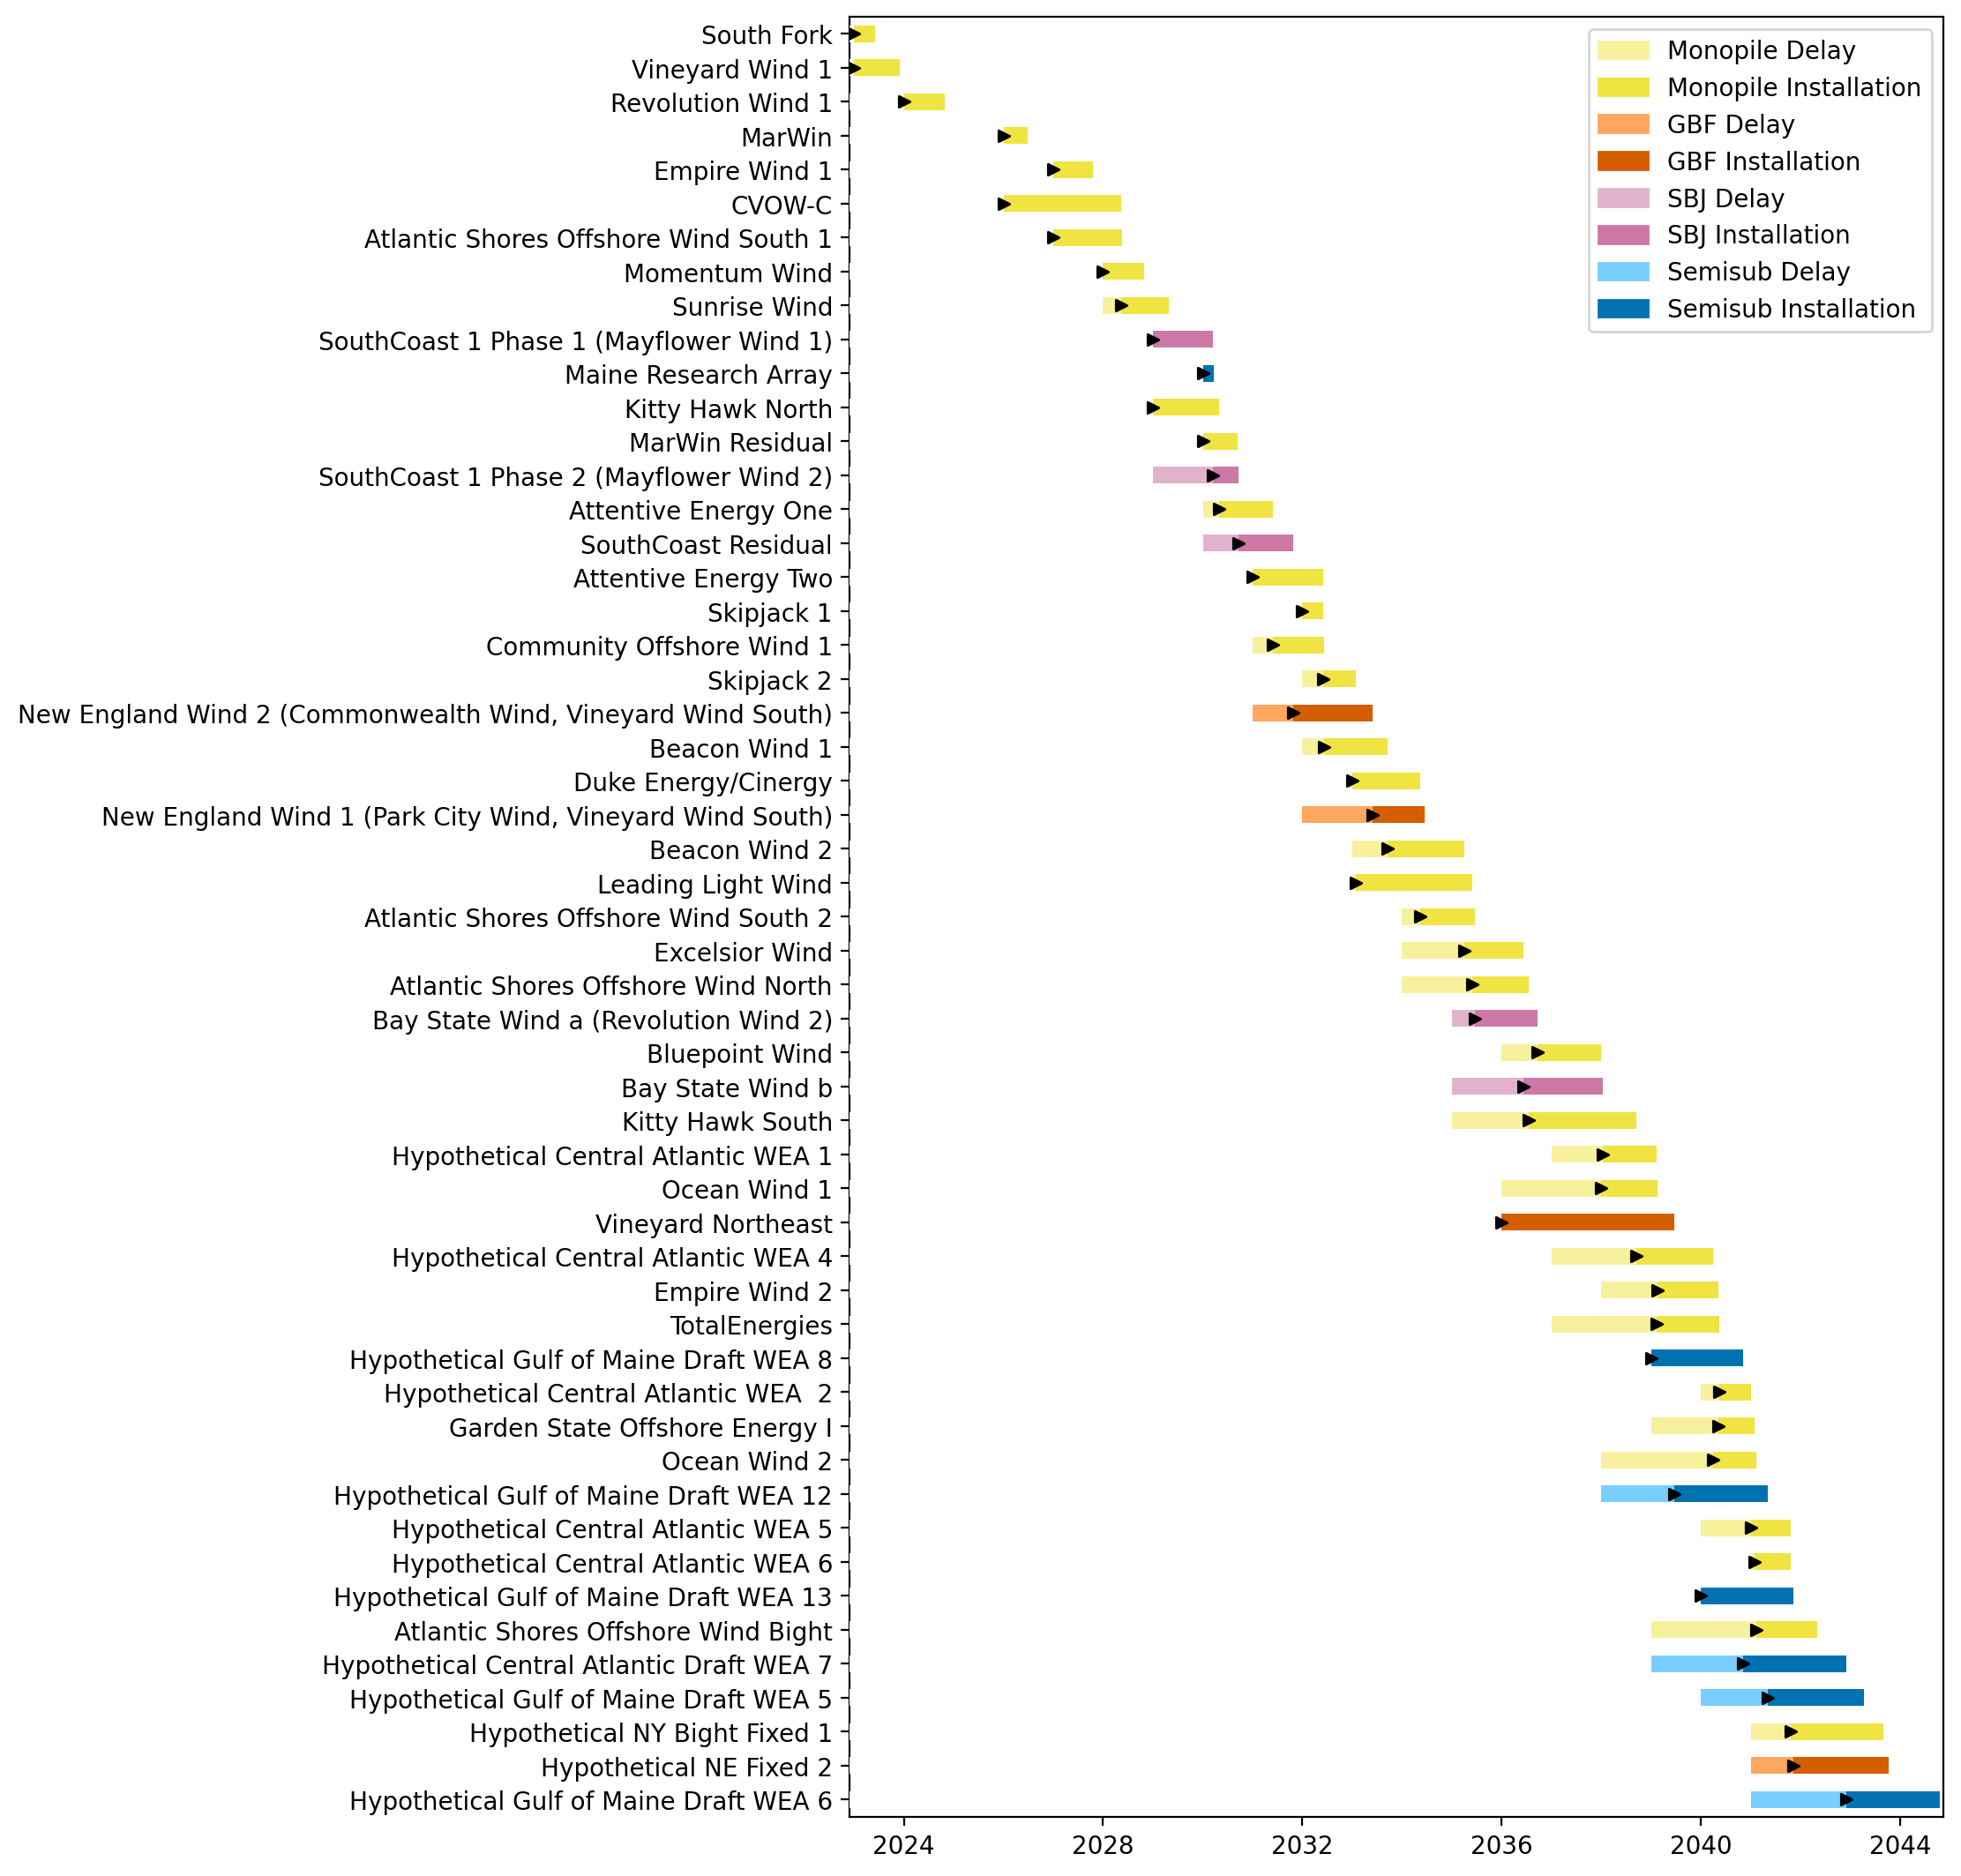 South Fork
Vineyard Wind 1
Revolution Wind 1
MarWin
Empire Wind 1
CVOW-C
Atlantic Shores Offshore Wind South 1
Momentum Wind
Sunrise Wind
SouthCoast 1 Phase 1 (Mayflower Wind 1)
Maine Research Array
Kitty Hawk North
MarWin Residual
SouthCoast 1 Phase 2 (Mayflower Wind 2)
Attentive Energy One
SouthCoast Residual
Attentive Energy Two
Skipjack 1
Community Offshore Wind 1
Skipjack 2
New England Wind 2 (Commonwealth Wind, Vineyard Wind South)
Beacon Wind 1
Duke Energy/Cinergy
New England Wind 1 (Park City Wind, Vineyard Wind South)
Beacon Wind 2
Leading Light Wind
Atlantic Shores Offshore Wind South 2
Excelsior Wind
Atlantic Shores Offshore Wind North
Bay State Wind a (Revolution Wind 2)
Bluepoint Wind
Bay State Wind b
Kitty Hawk South
Hypothetical Central Atlantic WEA 1
Ocean Wind 1
Vineyard Northeast
Hypothetical Central Atlantic WEA 4
Empire Wind 2
TotalEnergies
Hypothetical Gulf of Maine Draft WEA 8
Hypothetical Central Atlantic WEA  2
Garden State Offshore Energy I
Ocean Wind 2
Hypothetical Gulf of Maine Draft WEA 12
Hypothetical Central Atlantic WEA 5
Hypothetical Central Atlantic WEA 6
Hypothetical Gulf of Maine Draft WEA 13
Atlantic Shores Offshore Wind Bight
Hypothetical Central Atlantic Draft WEA 7
Hypothetical Gulf of Maine Draft WEA 5
Hypothetical NY Bight Fixed 1
Hypothetical NE Fixed 2
Hypothetical Gulf of Maine Draft WEA 6
Monopile Delay
Monopile Installation
GBF Delay
GBF Installation
SBJ Delay
SBJ Installation
Semisub Delay
Semisub Installation
2024 2028 2032 2036 2040 2044